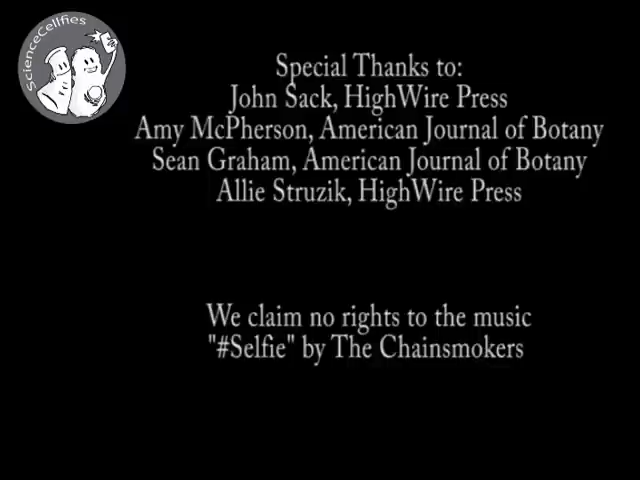 ScienceCellfies
Special Thanks to:
John Sack, HighWire Press
Amy McPherson, American Journal of Botany
Sean Graham, American Journal of Botany
Allie Struzik, HighWire Press
We claim no rights to the music
"#Selfie" by The Chainsmokers